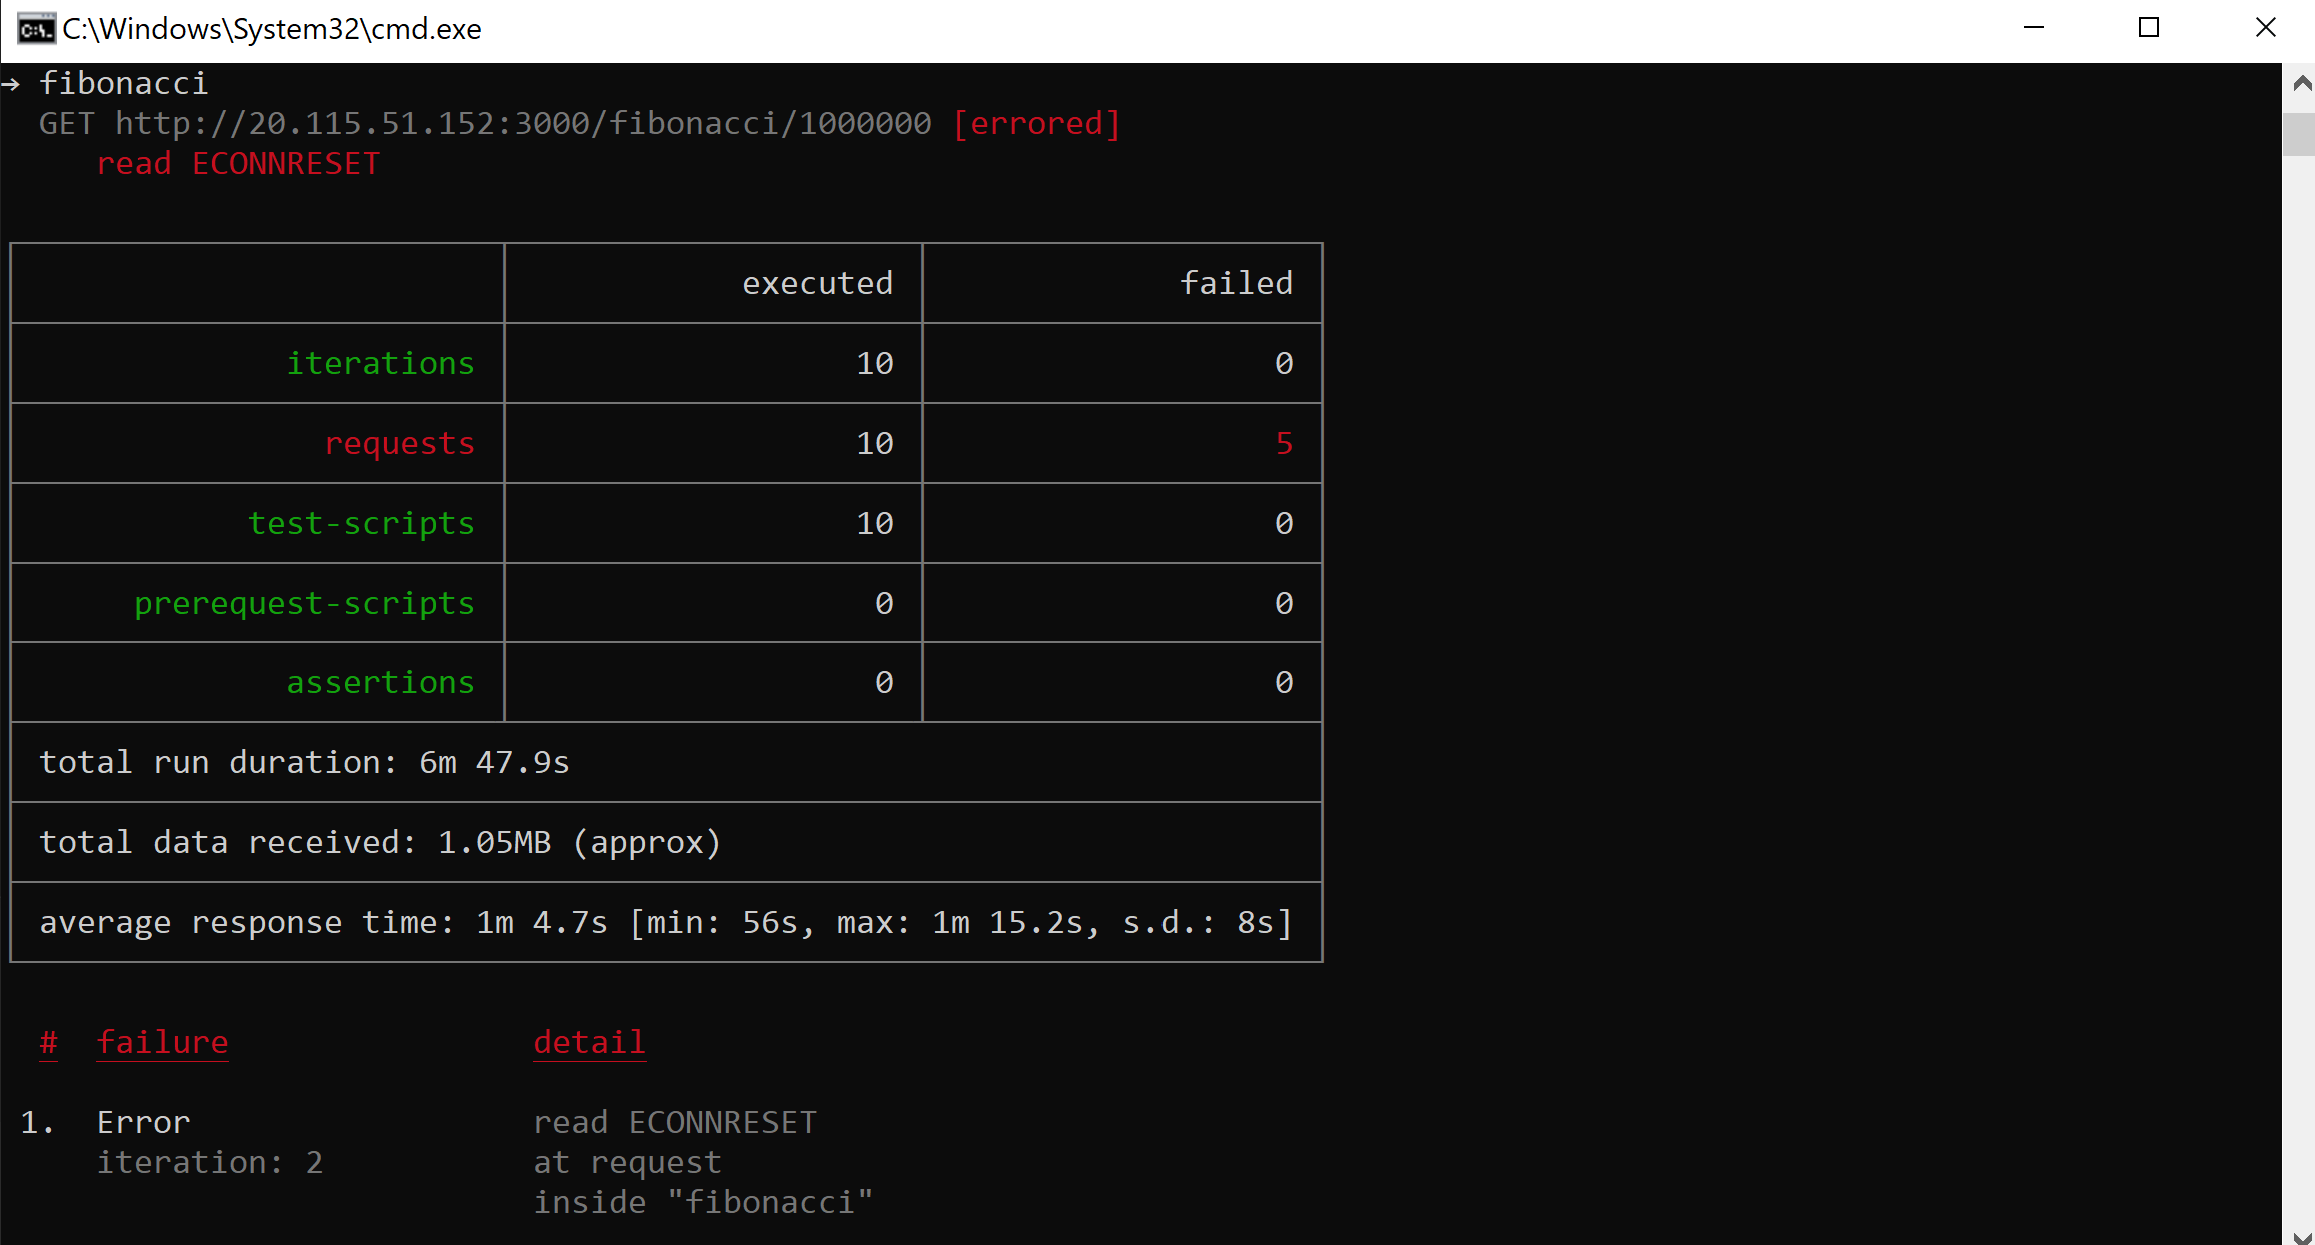 C:\Windows\System32\cmd.exe
→ fibonacci
GET http://20.115.51.152:3000/fibonacci/1000000 [errored]
read ECONNRESET
executed failed
iterations 10 0
requests 10 5
test-scripts 10 0
prerequest-scripts 0 0
assertions 0 0
total run duration: 6m 47.9s
total data received: 1.05MB (approx)
average response time: 1m 4.7s [min: 56s, max: 1m 15.2s, s.d.: 8s]
# failure detail
1. Error read ECONNRESET
iteration: 2 at request
inside "fibonacci"